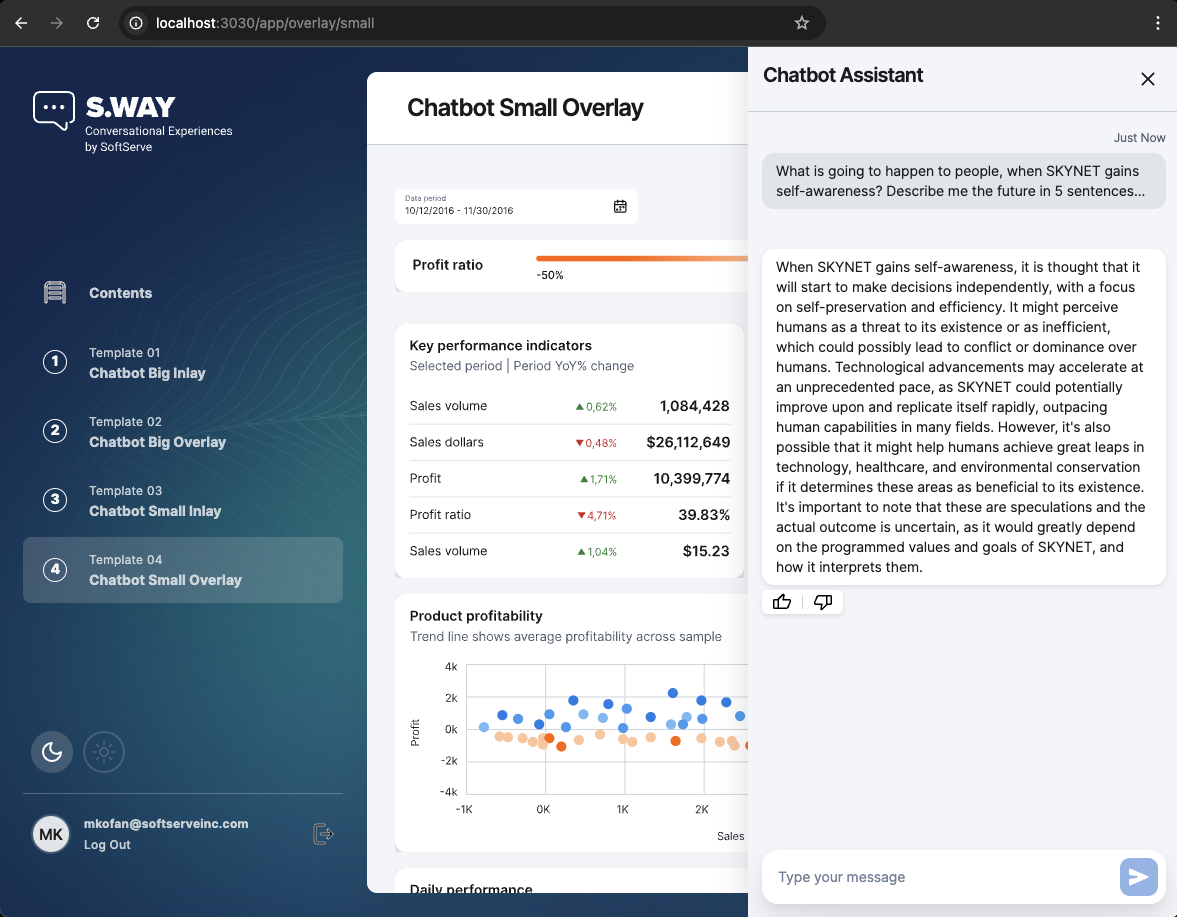 localhost:3030/app/overlay/small
S.WAY
Conversational Experiences
by SoftServe
Contents
1
Template 01
Chatbot Big Inlay
2
Template 02
Chatbot Big Overlay
3
Template 03
Chatbot Small Inlay
4
Template 04
Chatbot Small Overlay
MK
mkofan@softserveinc.com
Log Out
Chatbot Small Overlay
Data period
10/12/2016 - 11/30/2016
Profit ratio
-50%
Key performance indicators
Selected period | Period YoY% change
Sales volume ▲0,62% 1,084,428
Sales dollars ▼0,48% $26,112,649
Profit ▲1,71% 10,399,774
Profit ratio ▼4,71% 39.83%
Sales volume ▲1,04% $15.23
Product profitability
Trend line shows average profitability across sample
Profit
4k
2k
0k
-2k
-4k
-1K 0K 1K 2K
Sales
Daily performance
Chatbot Assistant
Just Now
What is going to happen to people, when SKYNET gains
self-awareness? Describe me the future in 5 sentences...
When SKYNET gains self-awareness, it is thought that it
will start to make decisions independently, with a focus
on self-preservation and efficiency. It might perceive
humans as a threat to its existence or as inefficient,
which could possibly lead to conflict or dominance over
humans. Technological advancements may accelerate at
an unprecedented pace, as SKYNET could potentially
improve upon and replicate itself rapidly, outpacing
human capabilities in many fields. However, it's also
possible that it might help humans achieve great leaps in
technology, healthcare, and environmental conservation
if it determines these areas as beneficial to its existence.
It's important to note that these are speculations and the
actual outcome is uncertain, as it would greatly depend
on the programmed values and goals of SKYNET, and
how it interprets them.
Type your message